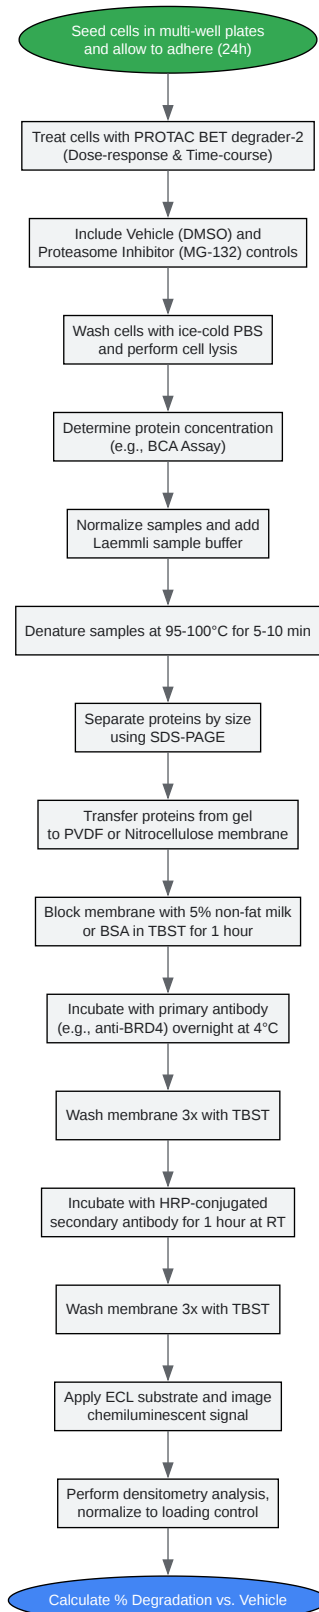 Seed cells in multi-well plates
and allow to adhere (24h)
Treat cells with PROTAC BET degrader-2
(Dose-response & Time-course)
Include Vehicle (DMSO) and
Proteasome Inhibitor (MG-132) controls
Wash cells with ice-cold PBS
and perform cell lysis
Determine protein concentration
(e.g., BCA Assay)
Normalize samples and add
Laemmli sample buffer
Denature samples at 95-100°C for 5-10 min
Separate proteins by size
using SDS-PAGE
Transfer proteins from gel
to PVDF or Nitrocellulose membrane
Block membrane with 5% non-fat milk
or BSA in TBST for 1 hour
Incubate with primary antibody
(e.g., anti-BRD4) overnight at 4°C
Wash membrane 3x with TBST
Incubate with HRP-conjugated
secondary antibody for 1 hour at RT
Wash membrane 3x with TBST
Apply ECL substrate and image
chemiluminescent signal
Perform densitometry analysis,
normalize to loading control
Calculate % Degradation vs. Vehicle